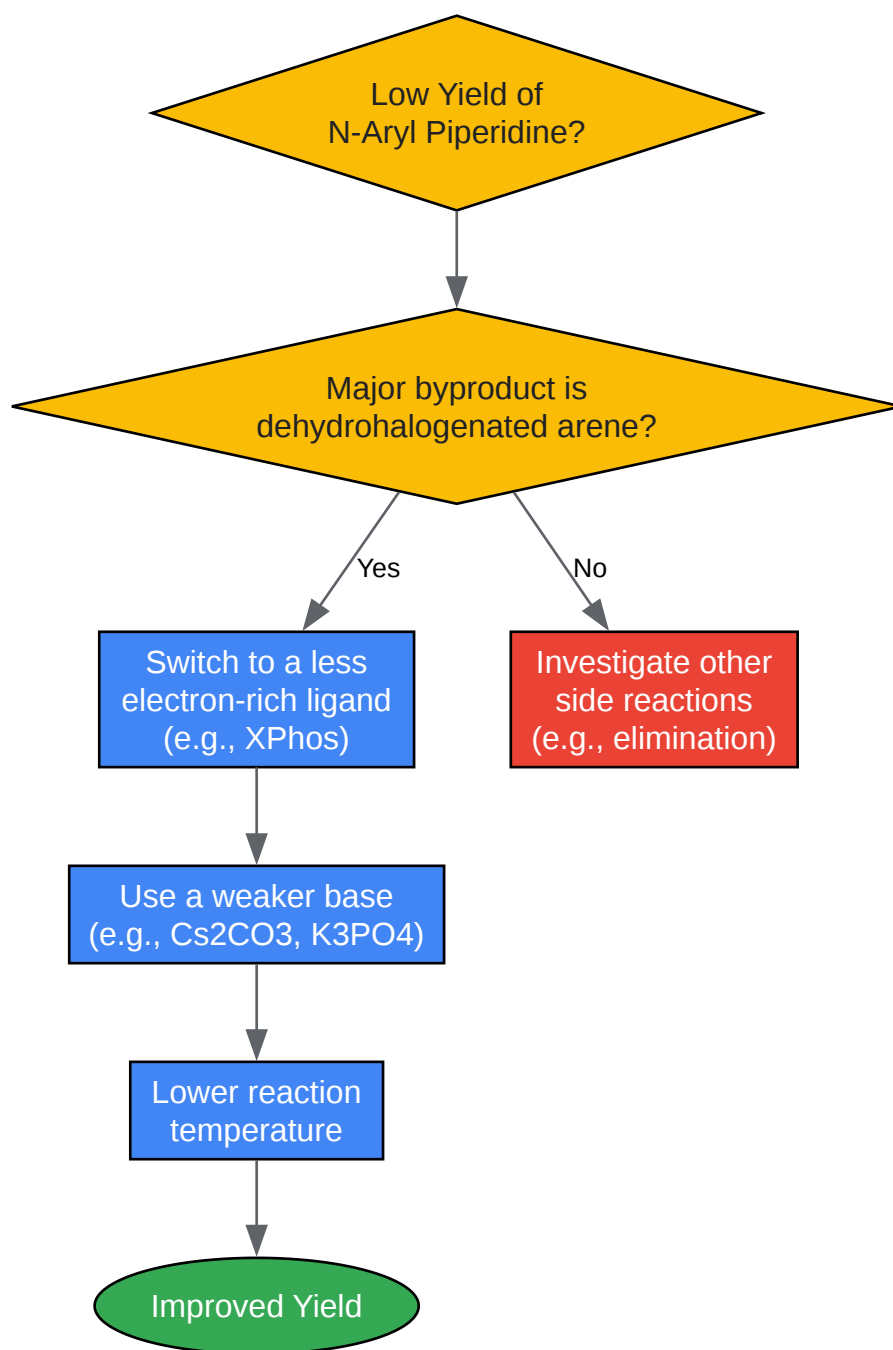 Low Yield of
N-Aryl Piperidine?
Major byproduct is
dehydrohalogenated arene?
Yes
No
Switch to a less
electron-rich ligand
(e.g., XPhos)
Investigate other
side reactions
(e.g., elimination)
Use a weaker base
(e.g., Cs2CO3, K3PO4)
Lower reaction
temperature
Improved Yield